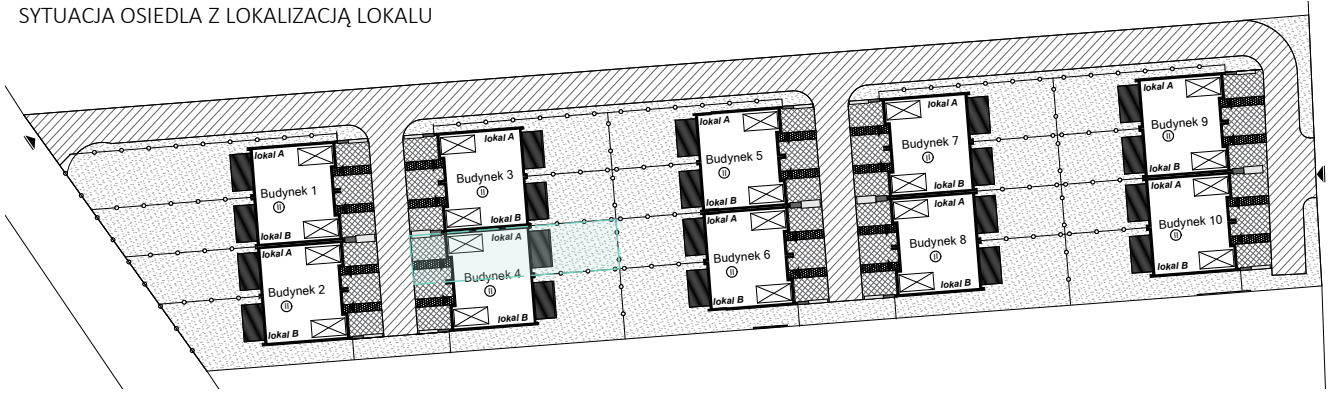 SYTUACJA OSIEDLA Z LOKALIZACJĄ LOKALU
lokal A
Budynek 1
II
lokal B
lokal A
Budynek 2
II
lokal B
lokal A
Budynek 3
II
lokal B
lokal A
Budynek 4
II
lokal B
lokal A
Budynek 5
II
lokal B
lokal A
Budynek 6
II
lokal B
lokal A
Budynek 7
II
lokal B
lokal A
Budynek 8
II
lokal B
lokal A
Budynek 9
II
lokal B
lokal A
Budynek 10
II
lokal B